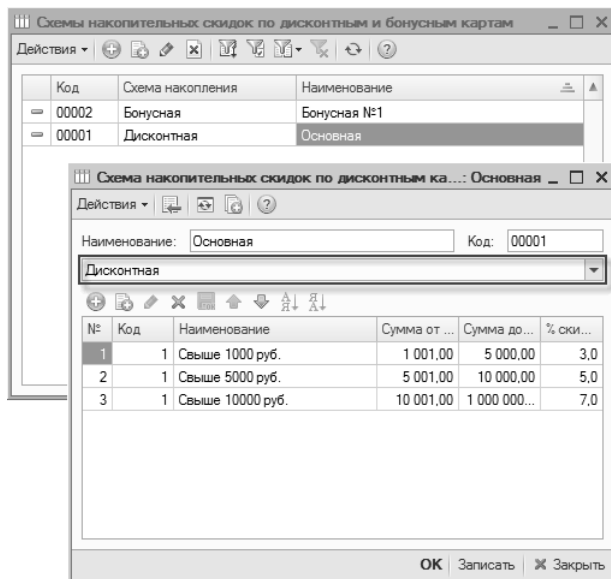 Схемы накопительных скидок по дисконтным и бонусным картам
Действия
Код Схема накопления Наименование
00002 Бонусная Бонусная №1
00001 Дисконтная Основная
Схема накопительных скидок по дисконтным ка...: Основная
Действия
Наименование: Основная Код: 00001
Дисконтная
№ Код Наименование Сумма от ... Сумма до... % ски...
1 1 Свыше 1000 руб. 1 001,00 5 000,00 3,0
2 1 Свыше 5000 руб. 5 001,00 10 000,00 5,0
3 1 Свыше 10000 руб. 10 001,00 1 000 000... 7,0
OK Записать Закрыть